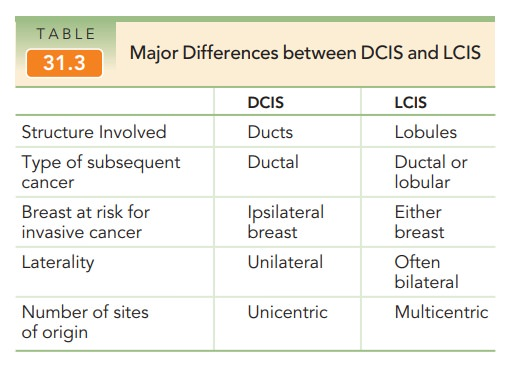 TABLE
31.3
Major Differences between DCIS and LCIS
DCIS LCIS
Structure Involved Ducts Lobules
Type of subsequent Ductal Ductal or
cancer lobular
Breast at risk for Ipsilateral Either
invasive cancer breast breast
Laterality Unilateral Often
bilateral
Number of sites Unicentric Multicentric
of origin